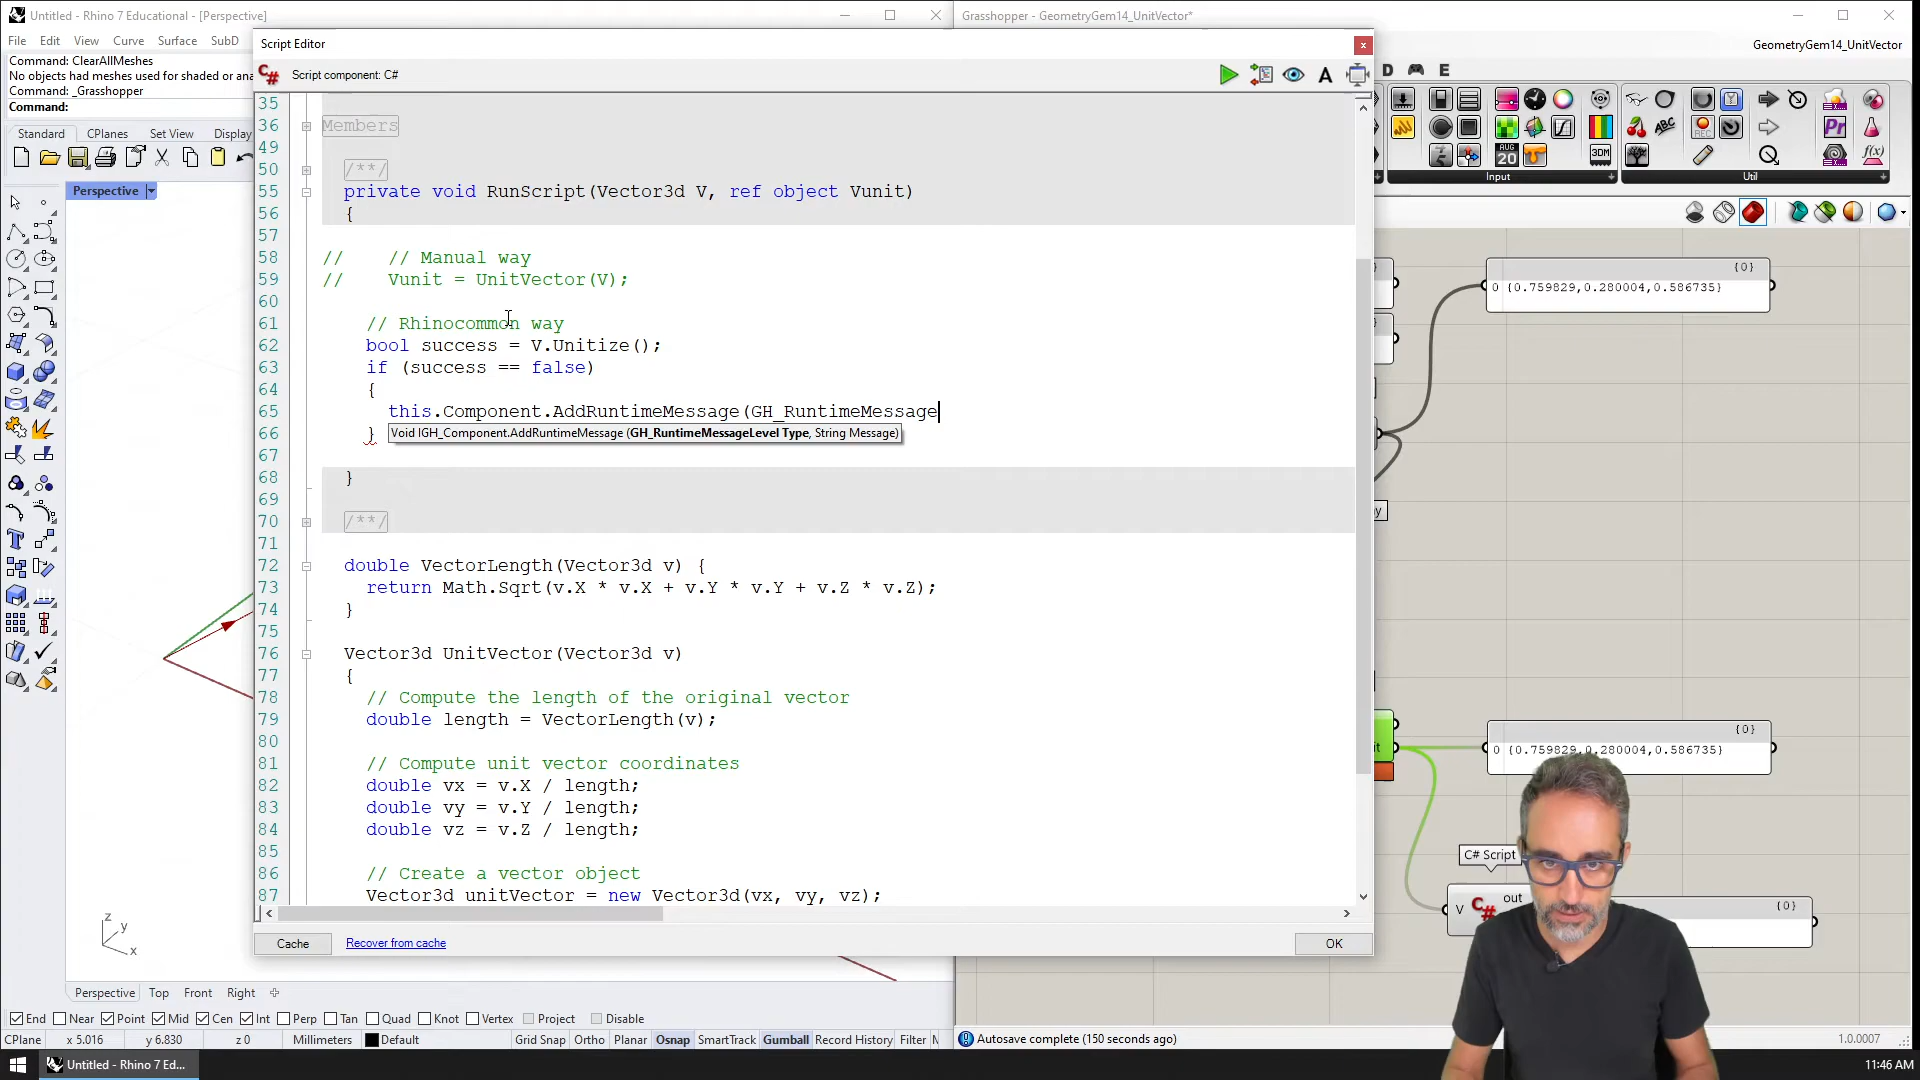 Untitled - Rhino 7 Educational - [Perspective]
File Edit View Curve Surface SubD
Command: ClearAllMeshes
No objects had meshes used for shaded or ana
Command: _Grasshopper
Command:
Standard CPlanes Set View Display
Perspective
Script Editor
Script component: C#
35
36 Members
49
50 /**/
55 private void RunScript(Vector3d V, ref object Vunit)
56 {
57
58 // // Manual way
59 // Vunit = UnitVector(V);
60
61 // Rhinocommon way
62 bool success = V.Unitize();
63 if (success == false)
64 {
65 this.Component.AddRuntimeMessage(GH_RuntimeMessage
66 }
Void IGH_Component.AddRuntimeMessage (GH_RuntimeMessageLevel Type, String Message)
67
68 }
69
70 /**/
71
72 double VectorLength(Vector3d v) {
73 return Math.Sqrt(v.X * v.X + v.Y * v.Y + v.Z * v.Z);
74 }
75
76 Vector3d UnitVector(Vector3d v)
77 {
78 // Compute the length of the original vector
79 double length = VectorLength(v);
80
81 // Compute unit vector coordinates
82 double vx = v.X / length;
83 double vy = v.Y / length;
84 double vz = v.Z / length;
85
86 // Create a vector object
87 Vector3d unitVector = new Vector3d(vx, vy, vz);
Cache Recover from cache OK
z
y
x
Perspective Top Front Right
End Near Point Mid Cen Int Perp Tan Quad Knot Vertex Project Disable
CPlane x 5.016 y 6.830 z 0 Millimeters Default Grid Snap Ortho Planar Osnap SmartTrack Gumball Record History Filter
Untitled - Rhino 7 Ed...
Grasshopper - GeometryGem14_UnitVector*
GeometryGem14_UnitVector
D E
Input Util
{0}
0 {0.759829,0.280004,0.586735}
{0}
0 {0.759829,0.280004,0.586735}
C# Script
V C# out
{0}
Autosave complete (150 seconds ago)
1.0.0007
11:46 AM